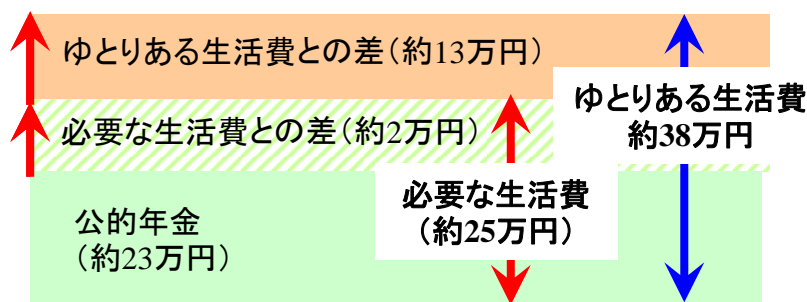 ゆとりある生活費との差（約13万円）
必要な生活費との差（約2万円）
公的年金
（約23万円）
必要な生活費
（約25万円）
ゆとりある生活費
約38万円